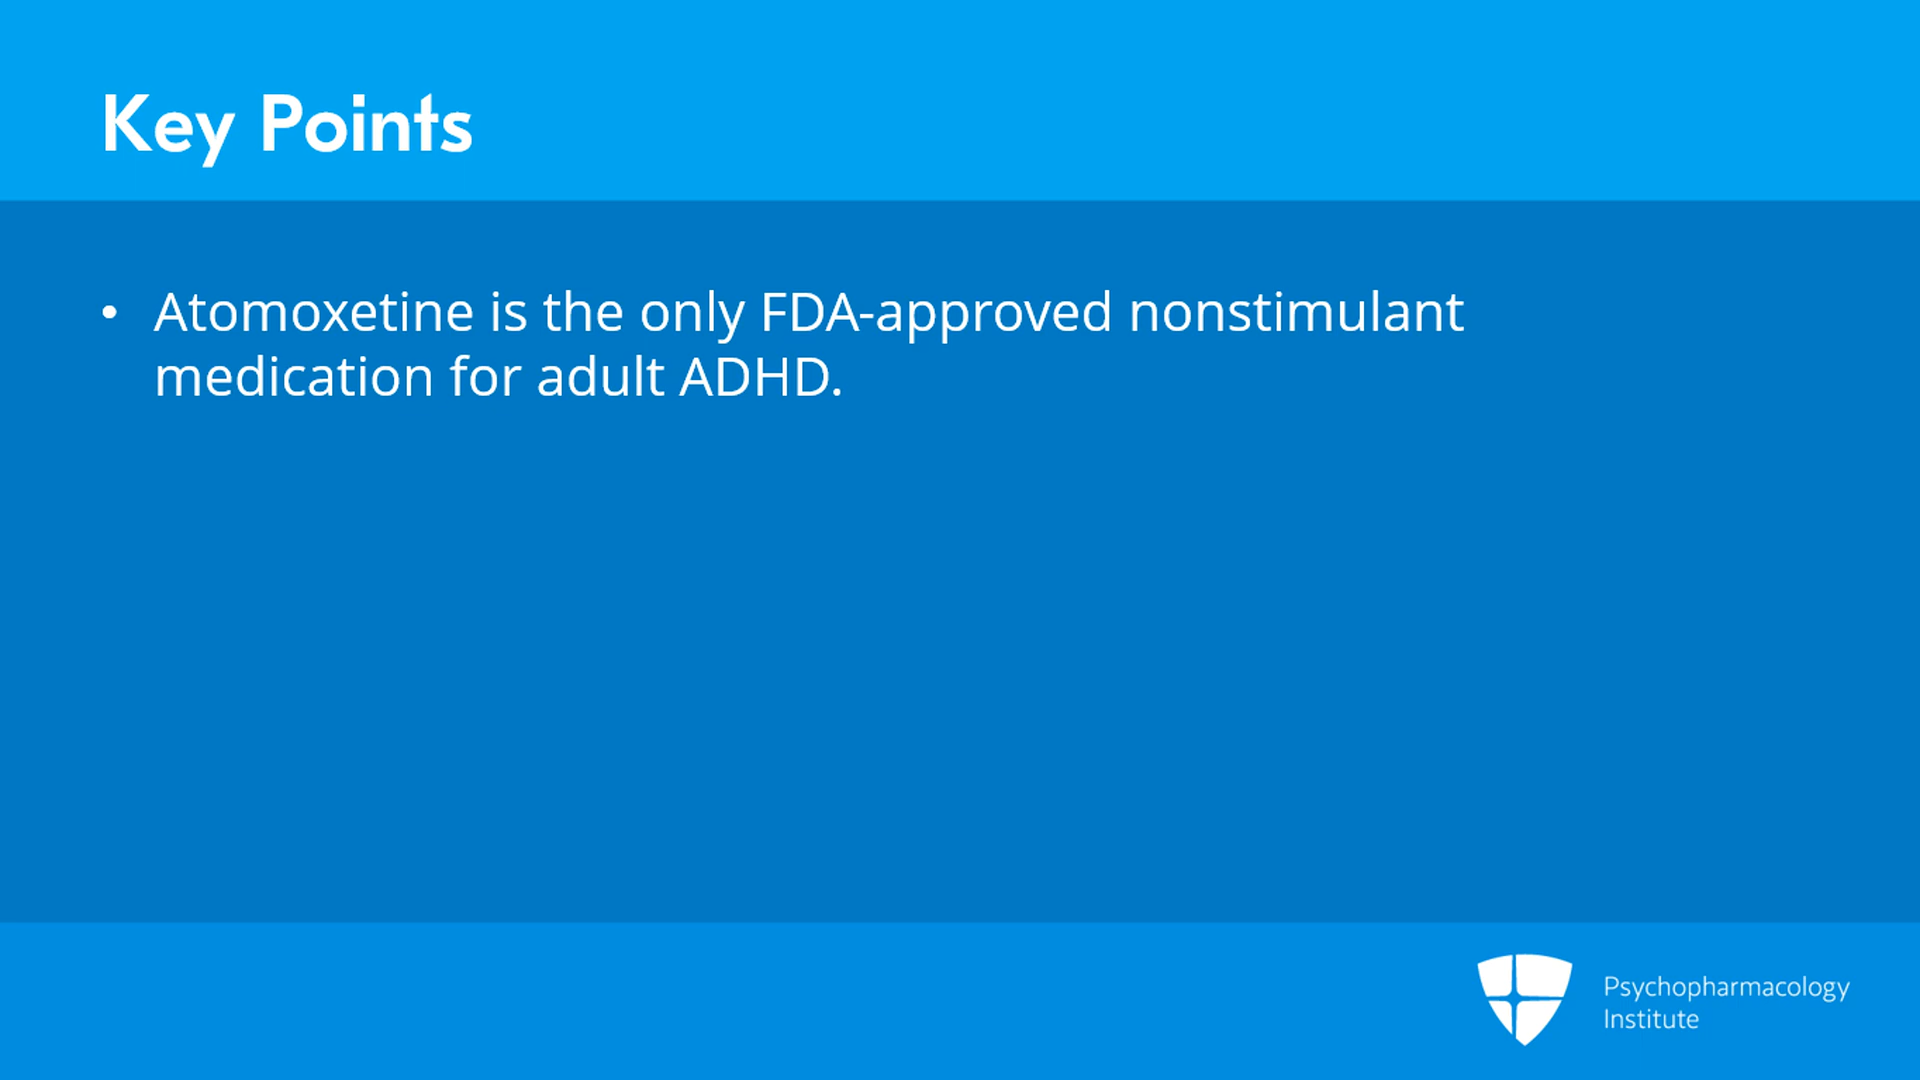 Key Points
• Atomoxetine is the only FDA-approved nonstimulant
medication for adult ADHD.
Psychopharmacology
Institute